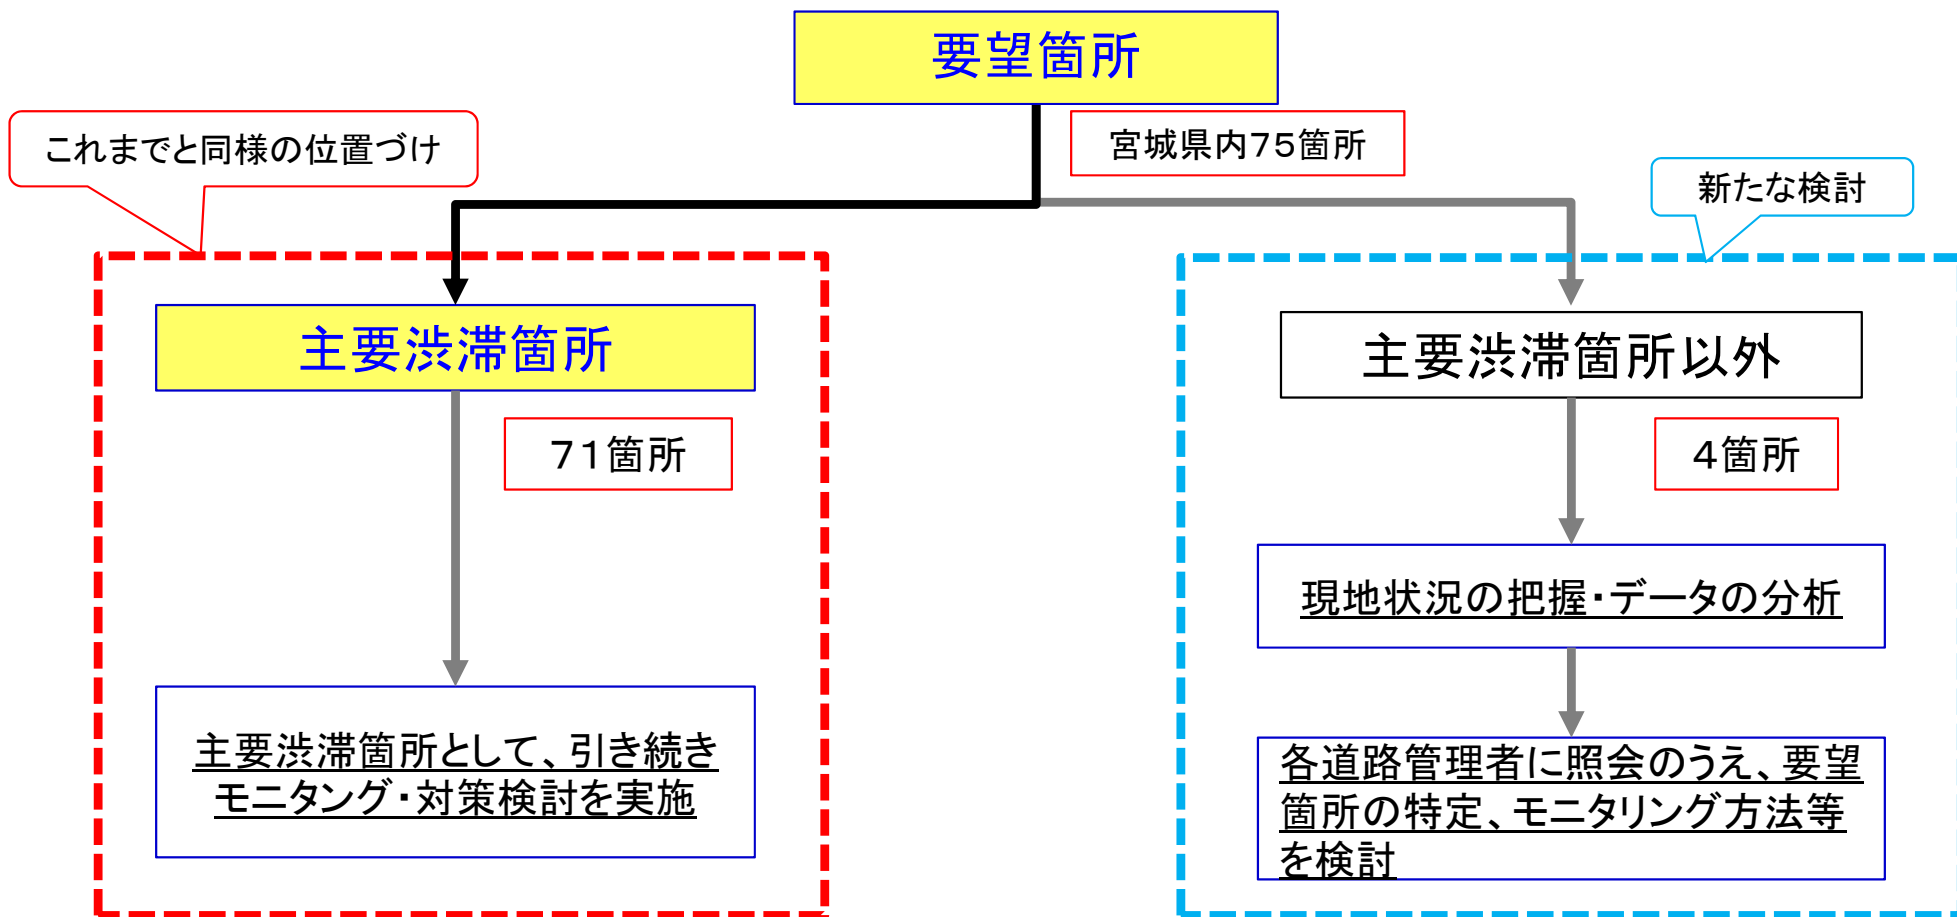 要望箇所
宮城県内75箇所
これまでと同様の位置づけ
主要渋滞箇所
71箇所
主要渋滞箇所として、引き続き
モニタング・対策検討を実施
新たな検討
主要渋滞箇所以外
4箇所
現地状況の把握・データの分析
各道路管理者に照会のうえ、要望
箇所の特定、モニタリング方法等
を検討